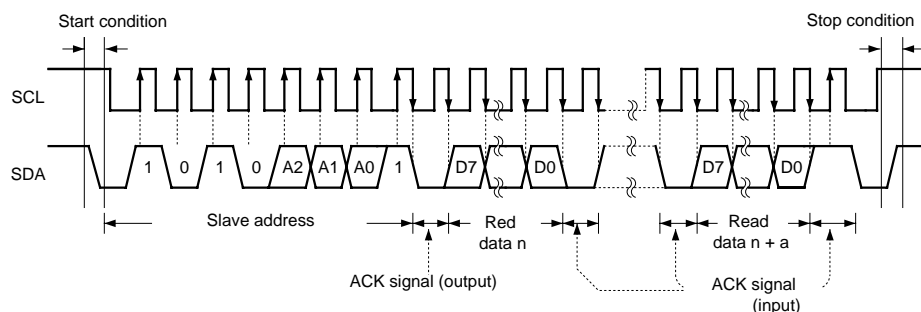 Start condition
Stop condition
SCL
SDA
1 0 1 0 A2 A1 A0 1 D7 D0 D7 D0
Slave address
Red
data n
Read
data n + a
ACK signal (output)
ACK signal
(input)